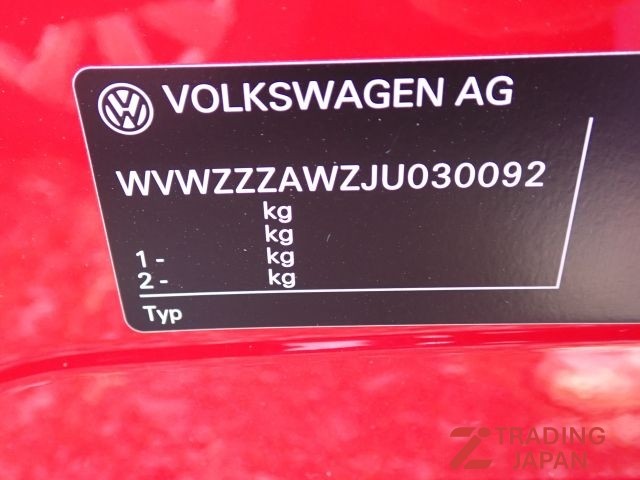 VOLKSWAGEN AG
WVWZZZAWZJU030092
kg
kg
1 - kg
2 - kg
Typ
TRADING
JAPAN